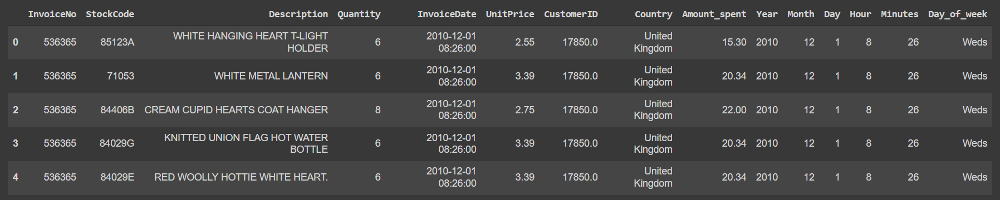 InvoiceNo StockCode Description Quantity InvoiceDate UnitPrice CustomerID Country Amount_spent Year Month Day Hour Minutes Day_of_week
0 536365 85123A WHITE HANGING HEART T-LIGHT HOLDER 6 2010-12-01 08:26:00 2.55 17850.0 United Kingdom 15.30 2010 12 1 8 26 Weds
1 536365 71053 WHITE METAL LANTERN 6 2010-12-01 08:26:00 3.39 17850.0 United Kingdom 20.34 2010 12 1 8 26 Weds
2 536365 84406B CREAM CUPID HEARTS COAT HANGER 8 2010-12-01 08:26:00 2.75 17850.0 United Kingdom 22.00 2010 12 1 8 26 Weds
3 536365 84029G KNITTED UNION FLAG HOT WATER BOTTLE 6 2010-12-01 08:26:00 3.39 17850.0 United Kingdom 20.34 2010 12 1 8 26 Weds
4 536365 84029E RED WOOLLY HOTTIE WHITE HEART. 6 2010-12-01 08:26:00 3.39 17850.0 United Kingdom 20.34 2010 12 1 8 26 Weds